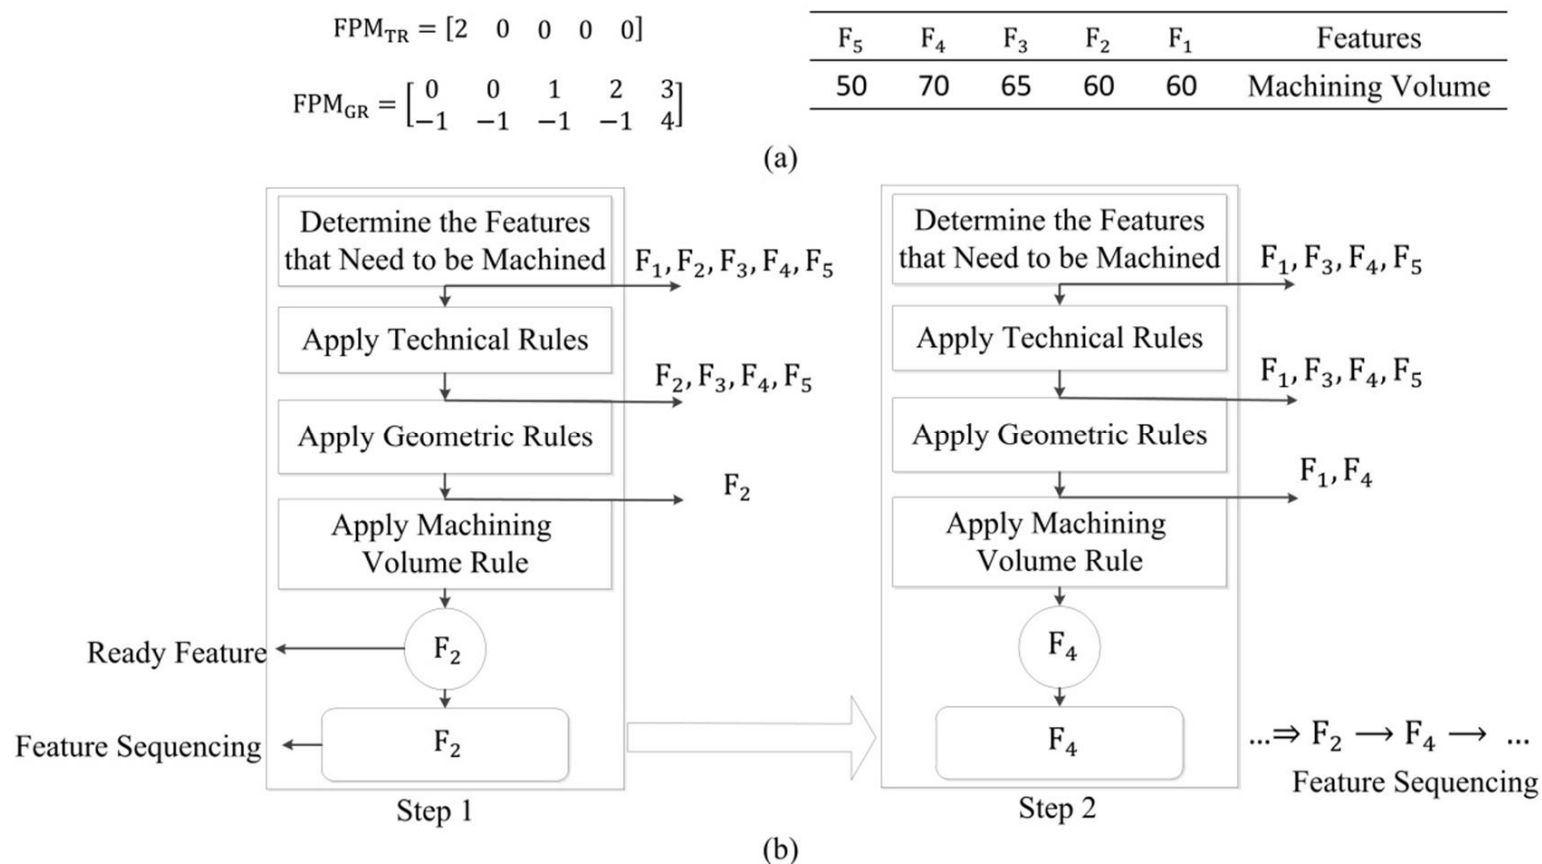 FPM_TR = [2 0 0 0 0]
FPM_GR = [0 0 1 2 3
−1 −1 −1 −1 4]
F₅ F₄ F₃ F₂ F₁ Features
50 70 65 60 60 Machining Volume
(a)
Determine the Features
that Need to be Machined
F₁, F₂, F₃, F₄, F₅
Apply Technical Rules
F₂, F₃, F₄, F₅
Apply Geometric Rules
F₂
Apply Machining
Volume Rule
Ready Feature
F₂
Feature Sequencing
F₂
Step 1
Determine the Features
that Need to be Machined
F₁, F₃, F₄, F₅
Apply Technical Rules
F₁, F₃, F₄, F₅
Apply Geometric Rules
F₁, F₄
Apply Machining
Volume Rule
F₄
F₄
...⇒ F₂ ⟶ F₄ ⟶ ...
Feature Sequencing
Step 2
(b)